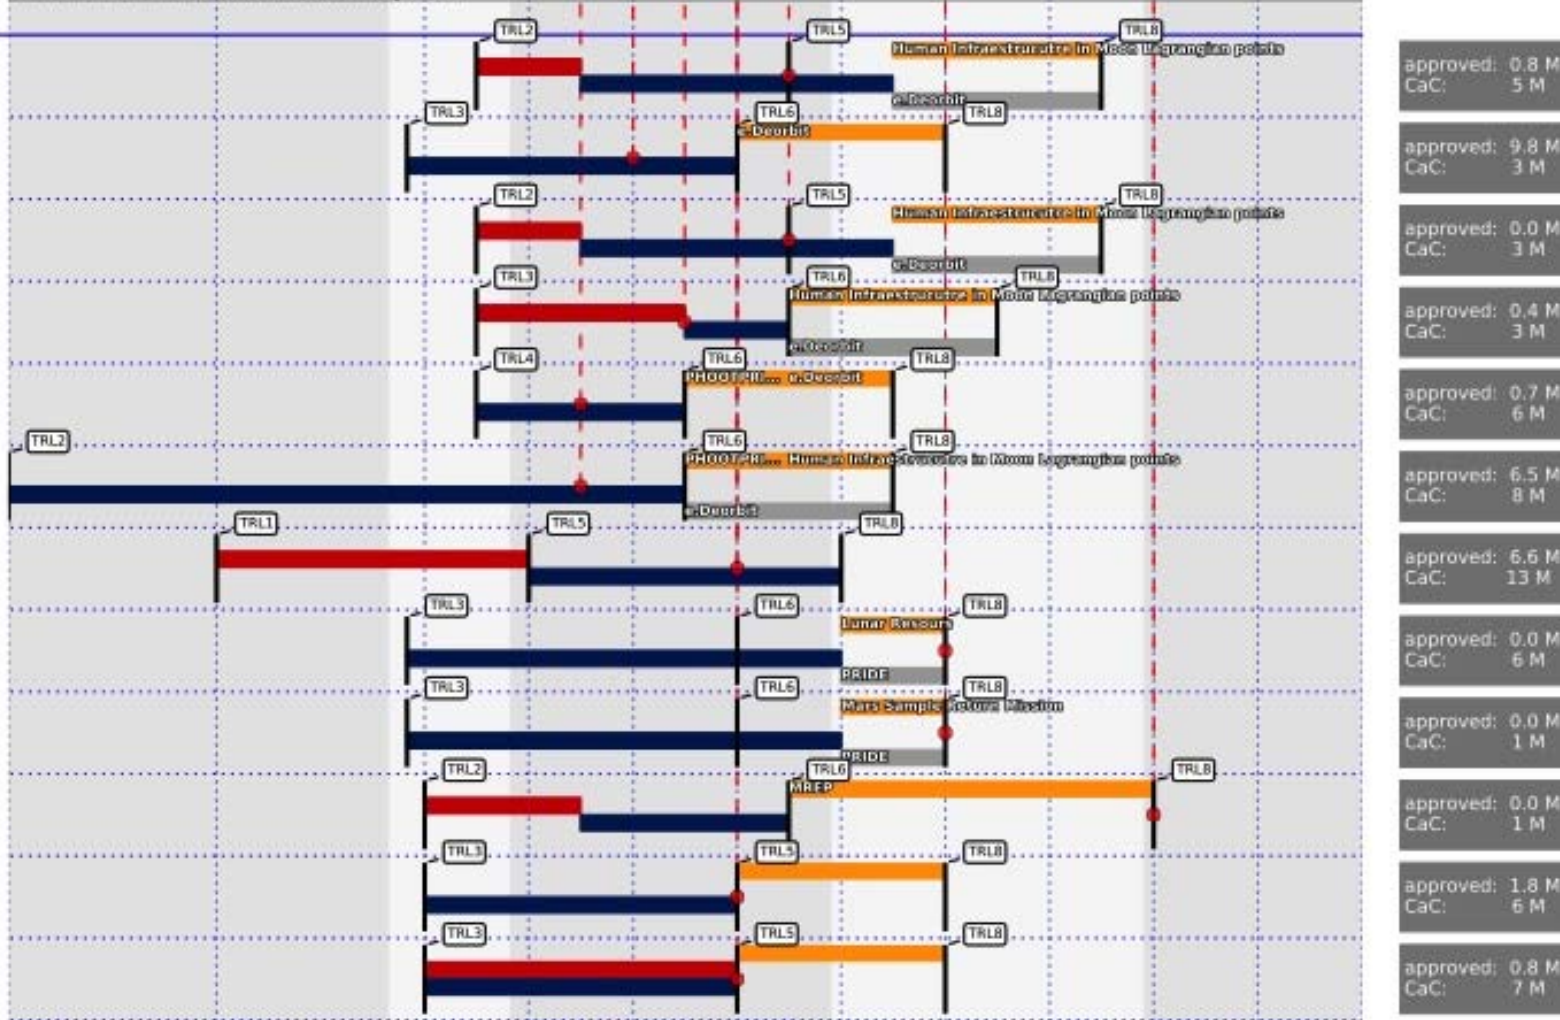 TRL2 TRL5 TRL8
Human Infraestrucutre in Moon Lagrangian points
approved: 0.8 M
CaC: 5 M
e.Deorbit
TRL3 TRL6 TRL8
e.Deorbit
approved: 9.8 M
CaC: 3 M
TRL2 TRL5 TRL8
Human Infraestrucutre in Moon Lagrangian points
approved: 0.0 M
CaC: 3 M
e.Deorbit
TRL3 TRL6 TRL8
Human Infraestrucutre in Moon Lagrangian points
approved: 0.4 M
CaC: 3 M
e.Deorbit
TRL4 TRL6 TRL8
PHOOTPRI... e.Deorbit
approved: 0.7 M
CaC: 6 M
TRL2 TRL6 TRL8
PHOOTPRI... Human Infraestrucutre in Moon Lagrangian points
approved: 6.5 M
CaC: 8 M
e.Deorbit
TRL1 TRL5 TRL8
approved: 6.6 M
CaC: 13 M
TRL3 TRL6 TRL8
Lunar Resours
approved: 0.0 M
CaC: 6 M
PRIDE
TRL3 TRL6 TRL8
Mars Sample Return Mission
approved: 0.0 M
CaC: 1 M
PRIDE
TRL2 TRL6 TRL8
MREP
approved: 0.0 M
CaC: 1 M
TRL3 TRL5 TRL8
approved: 1.8 M
CaC: 6 M
TRL3 TRL5 TRL8
approved: 0.8 M
CaC: 7 M